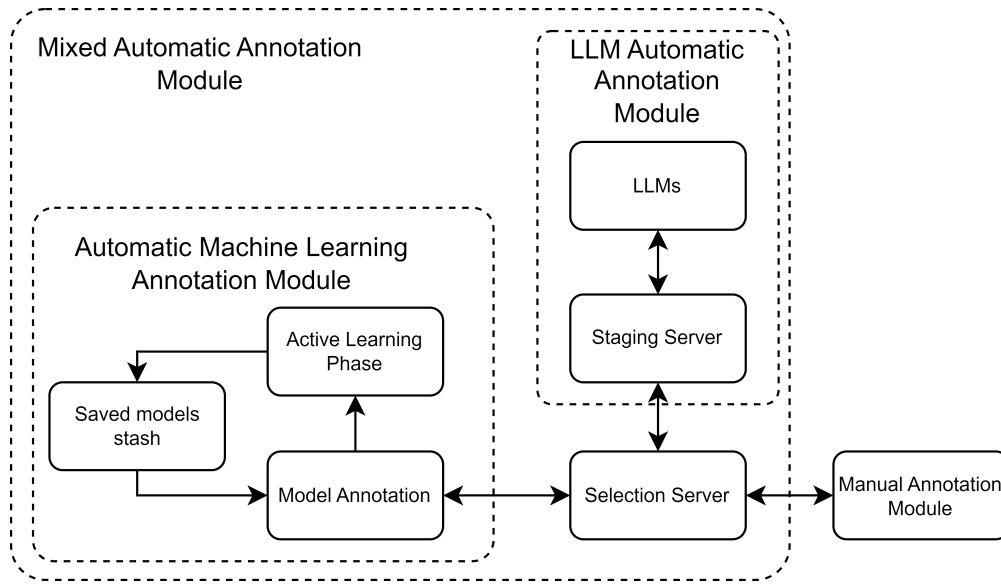 Mixed Automatic Annotation
Module
LLM Automatic
Annotation
Module
LLMs
Automatic Machine Learning
Annotation Module
Active Learning
Phase
Staging Server
Saved models
stash
Model Annotation
Selection Server
Manual Annotation
Module